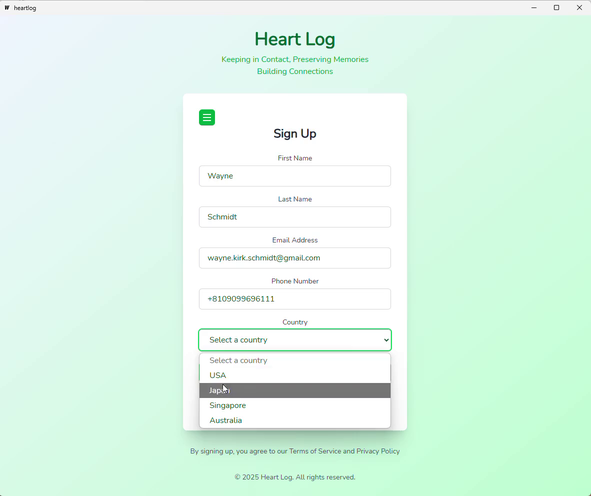 heartlog
Heart Log
Keeping in Contact, Preserving Memories
Building Connections
Sign Up
First Name
Wayne
Last Name
Schmidt
Email Address
wayne.kirk.schmidt@gmail.com
Phone Number
+8109099696111
Country
Select a country
Select a country
USA
Japan
Singapore
Australia
By signing up, you agree to our Terms of Service and Privacy Policy
© 2025 Heart Log. All rights reserved.